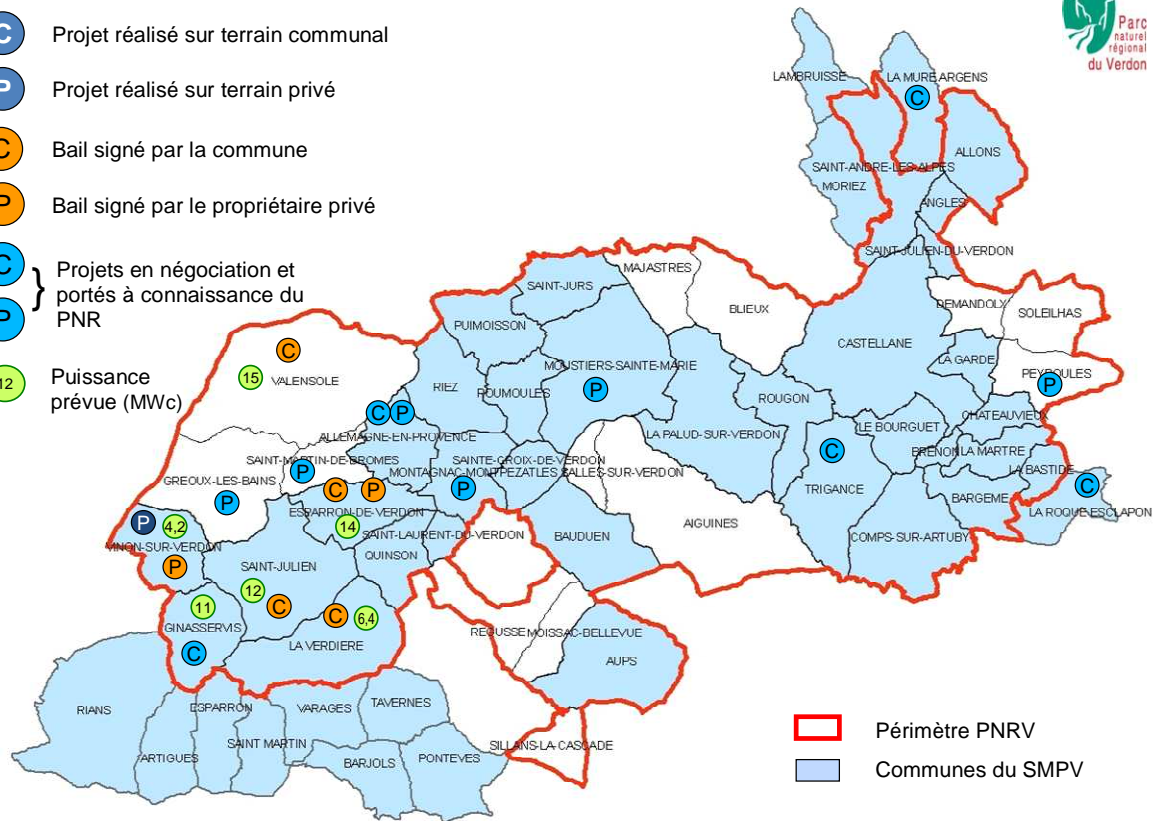 C Projet réalisé sur terrain communal
P Projet réalisé sur terrain privé
C Bail signé par la commune
P Bail signé par le propriétaire privé
C
P
} Projets en négociation et
portés à connaissance du
PNR
12 Puissance
prévue (MWc)
Parc
naturel
régional
du Verdon
LAMBRUISSE
LA MURE ARGENS
C
ALLONS
SAINT-ANDRE-LES-ALPES
MORIEZ
ANGLES
SAINT-JULIEN-DU-VERDON
MAJASTRES
SAINT-JURS
BLIEUX
DEMANDOLX
SOLEILHAS
PUIMOISSON
CASTELLANE
C
15 VALENSOLE
MOUSTIERS-SAINTE-MARIE
P
LA GARDE
PEYROULES
P
RIEZ
ROUMOULES
ROUGON
C P
CHATEAUVIEUX
LE BOURGUET
ALLEMAGNE-EN-PROVENCE
LA PALUD-SUR-VERDON
C
BRENON
LA MARTRE
SAINT-MARTIN-DE-BROMES
P
SAINTE-CROIX-DE-VERDON
MONTAGNAC-MONTPEZAT
LES SALLES-SUR-VERDON
LA BASTIDE
GREOUX-LES-BAINS
P
C P
P
TRIGANCE
BARGEME
C
ESPARRON-DE-VERDON
LA ROQUE-ESCLAPON
P 4,2
14
AIGUINES
SAINT-LAURENT-DU-VERDON
BAUDUEN
COMPS-SUR-ARTUBY
VINON-SUR-VERDON
P
QUINSON
SAINT-JULIEN
12
C
11
C 6,4
GINASSERVIS
REGUSSE
MOISSAC-BELLEVUE
LA VERDIERE
C
AUPS
RIANS
ESPARRON
VARAGES
TAVERNES
SAINT MARTIN
SILLANS-LA-CASCADE
ARTIGUES
BARJOLS
PONTEVES
Périmètre PNRV
Communes du SMPV